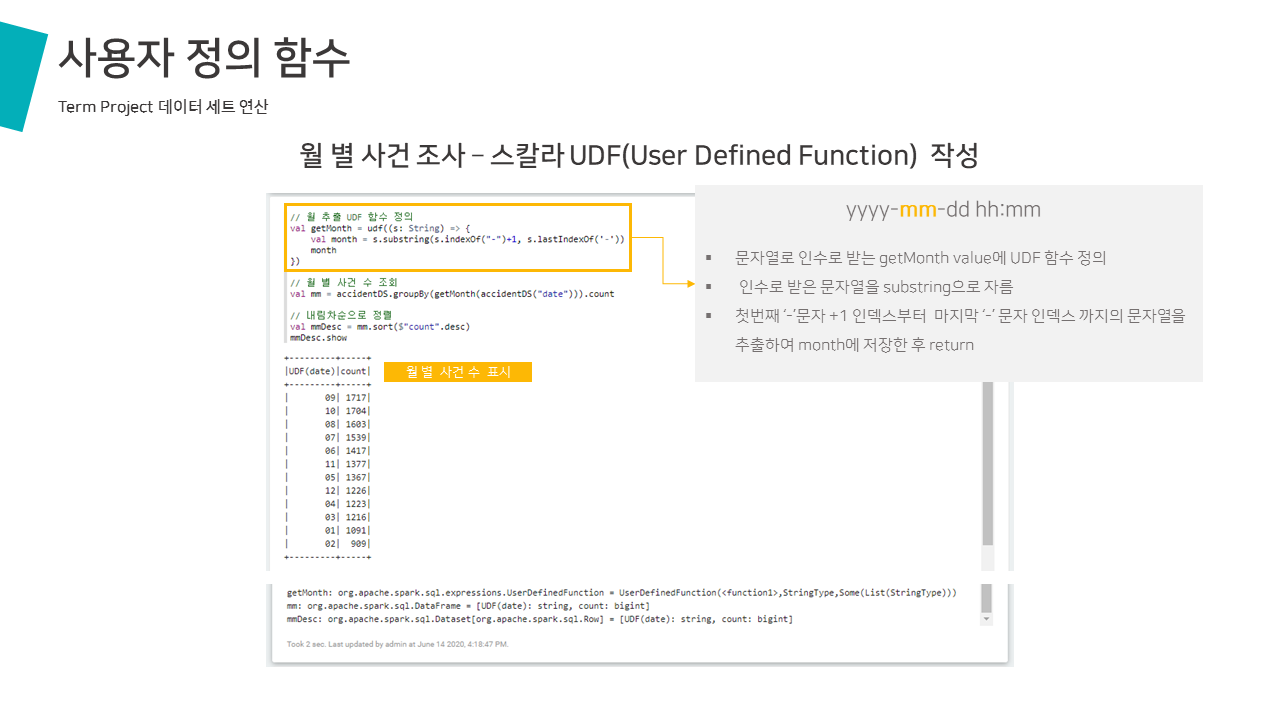 사용자 정의 함수
Term Project 데이터 세트 연산
월 별 사건 조사 – 스칼라 UDF(User Defined Function) 작성
// 월 추출 UDF 함수 정의
val getMonth = udf((s: String) => {
    val month = s.substring(s.indexOf("-")+1, s.lastIndexOf('-'))
    month
})
// 월 별 사건 수 조회
val mm = accidentDS.groupBy(getMonth(accidentDS("date"))).count
// 내림차순으로 정렬
val mmDesc = mm.sort($"count".desc)
mmDesc.show
yyyy-mm-dd hh:mm
▪ 문자열로 인수로 받는 getMonth value에 UDF 함수 정의
▪ 인수로 받은 문자열을 substring으로 자름
▪ 첫번째 ‘-’문자 +1 인덱스부터 마지막 ‘-’ 문자 인덱스 까지의 문자열을
추출하여 month에 저장한 후 return
+---------+-----+
|UDF(date)|count|
+---------+-----+
|       09| 1717|
|       10| 1704|
|       08| 1603|
|       07| 1539|
|       06| 1417|
|       11| 1377|
|       05| 1367|
|       12| 1226|
|       04| 1223|
|       03| 1216|
|       01| 1091|
|       02|  909|
+---------+-----+
월 별 사건 수 표시
getMonth: org.apache.spark.sql.expressions.UserDefinedFunction = UserDefinedFunction(<function1>,StringType,Some(List(StringType)))
mm: org.apache.spark.sql.DataFrame = [UDF(date): string, count: bigint]
mmDesc: org.apache.spark.sql.Dataset[org.apache.spark.sql.Row] = [UDF(date): string, count: bigint]
Took 2 sec. Last updated by admin at June 14 2020, 4:18:47 PM.